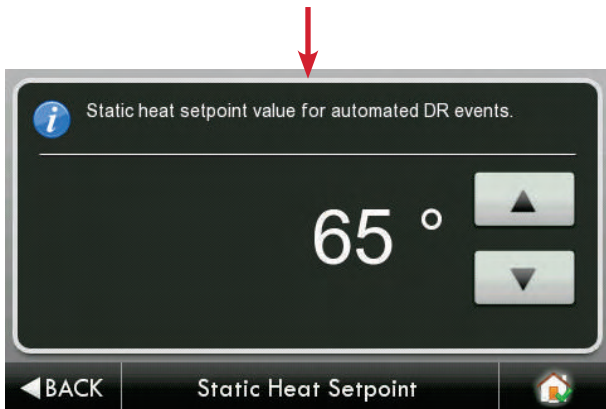 Static heat setpoint value for automated DR events.
65 °
BACK
Static Heat Setpoint